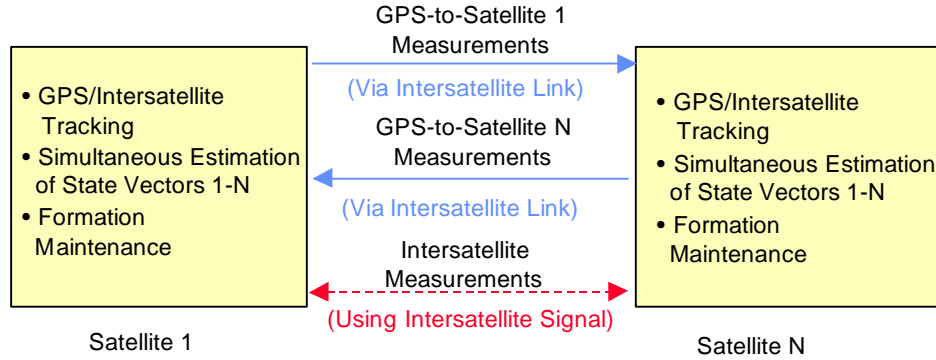 GPS-to-Satellite 1
Measurements
(Via Intersatellite Link)
GPS-to-Satellite N
Measurements
(Via Intersatellite Link)
Intersatellite
Measurements
(Using Intersatellite Signal)
• GPS/Intersatellite
Tracking
• Simultaneous Estimation
of State Vectors 1-N
• Formation
Maintenance
Satellite 1
• GPS/Intersatellite
Tracking
• Simultaneous Estimation
of State Vectors 1-N
• Formation
Maintenance
Satellite N